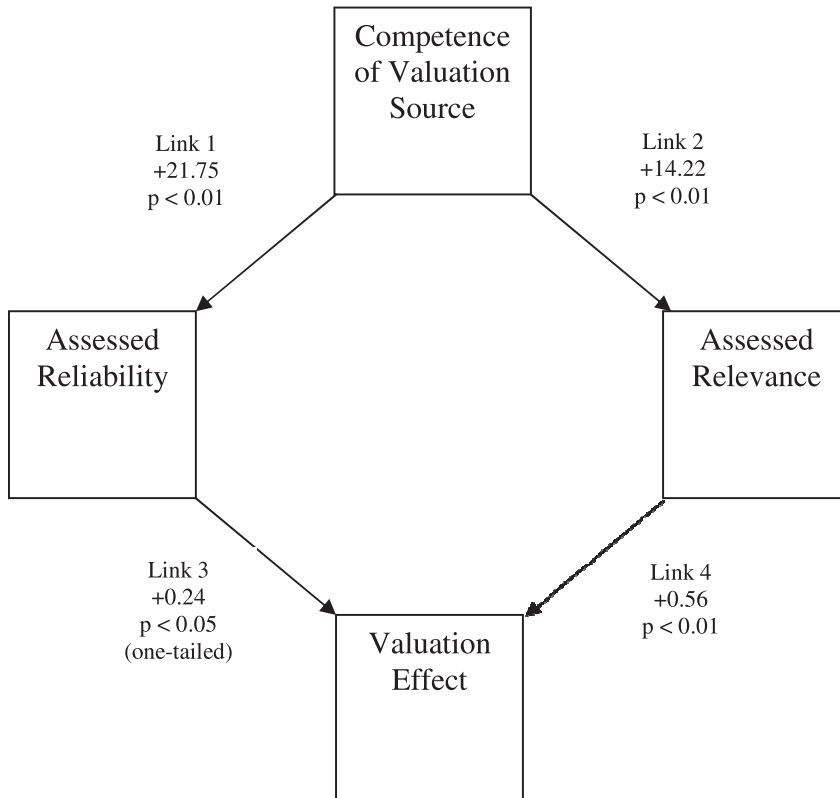 Competence
of Valuation
Source
Link 1
+21.75
p < 0.01
Link 2
+14.22
p < 0.01
Assessed
Reliability
Assessed
Relevance
Link 3
+0.24
p < 0.05
(one-tailed)
Link 4
+0.56
p < 0.01
Valuation
Effect